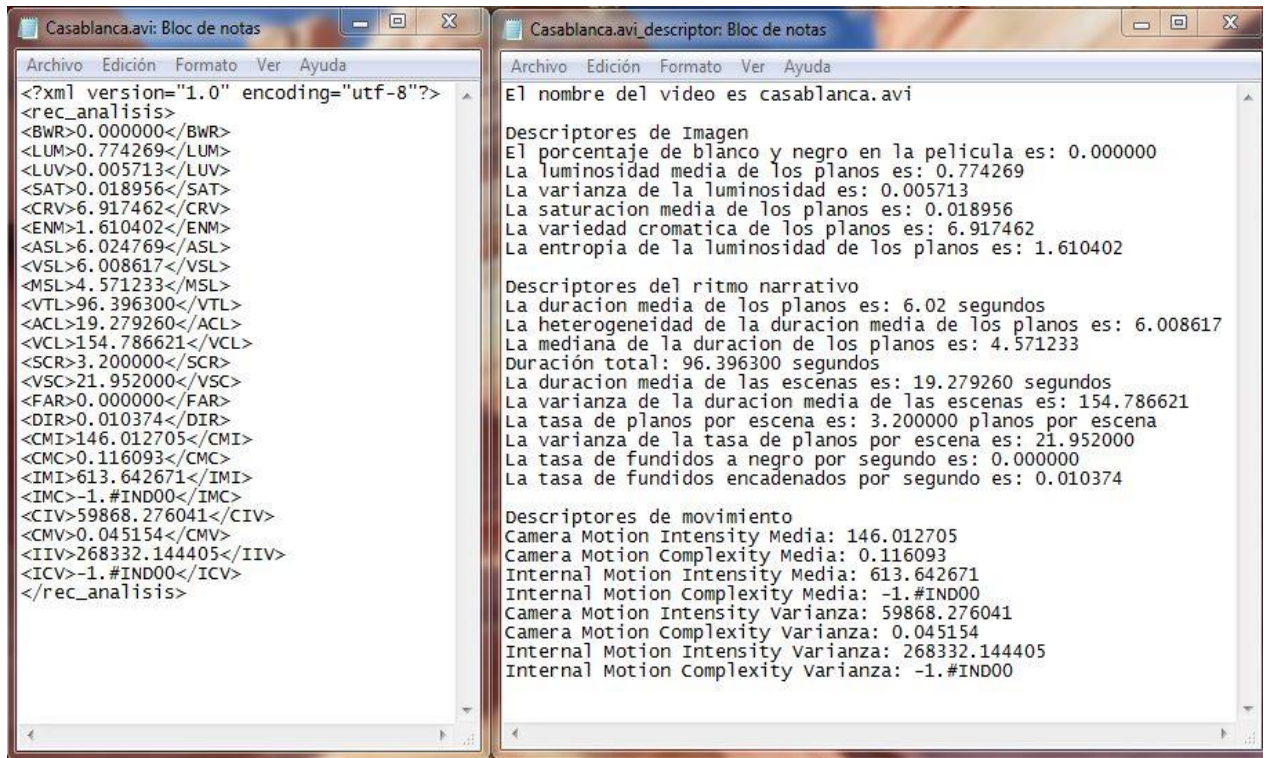 Casablanca.avi: Bloc de notas
Archivo Edición Formato Ver Ayuda
<?xml version="1.0" encoding="utf-8"?>
<rec_analisis>
<BWR>0.000000</BWR>
<LUM>0.774269</LUM>
<LUV>0.005713</LUV>
<SAT>0.018956</SAT>
<CRV>6.917462</CRV>
<ENM>1.610402</ENM>
<ASL>6.024769</ASL>
<VSL>6.008617</VSL>
<MSL>4.571233</MSL>
<VTL>96.396300</VTL>
<ACL>19.279260</ACL>
<VCL>154.786621</VCL>
<SCR>3.200000</SCR>
<VSC>21.952000</VSC>
<FAR>0.000000</FAR>
<DIR>0.010374</DIR>
<CMI>146.012705</CMI>
<CMC>0.116093</CMC>
<IMI>613.642671</IMI>
<IMC>-1.#IND00</IMC>
<CIV>59868.276041</CIV>
<CMV>0.045154</CMV>
<IIV>268332.144405</IIV>
<ICV>-1.#IND00</ICV>
</rec_analisis>
Casablanca.avi_descriptor: Bloc de notas
Archivo Edición Formato Ver Ayuda
El nombre del video es casablanca.avi
Descriptores de Imagen
El porcentaje de blanco y negro en la pelicula es: 0.000000
La luminosidad media de los planos es: 0.774269
La varianza de la luminosidad es: 0.005713
La saturacion media de los planos es: 0.018956
La variedad cromatica de los planos es: 6.917462
La entropia de la luminosidad de los planos es: 1.610402
Descriptores del ritmo narrativo
La duracion media de los planos es: 6.02 segundos
La heterogeneidad de la duracion media de los planos es: 6.008617
La mediana de la duracion de los planos es: 4.571233
Duración total: 96.396300 segundos
La duracion media de las escenas es: 19.279260 segundos
La varianza de la duracion media de las escenas es: 154.786621
La tasa de planos por escena es: 3.200000 planos por escena
La varianza de la tasa de planos por escena es: 21.952000
La tasa de fundidos a negro por segundo es: 0.000000
La tasa de fundidos encadenados por segundo es: 0.010374
Descriptores de movimiento
Camera Motion Intensity Media: 146.012705
Camera Motion Complexity Media: 0.116093
Internal Motion Intensity Media: 613.642671
Internal Motion Complexity Media: -1.#IND00
Camera Motion Intensity Varianza: 59868.276041
Camera Motion Complexity Varianza: 0.045154
Internal Motion Intensity Varianza: 268332.144405
Internal Motion Complexity Varianza: -1.#IND00